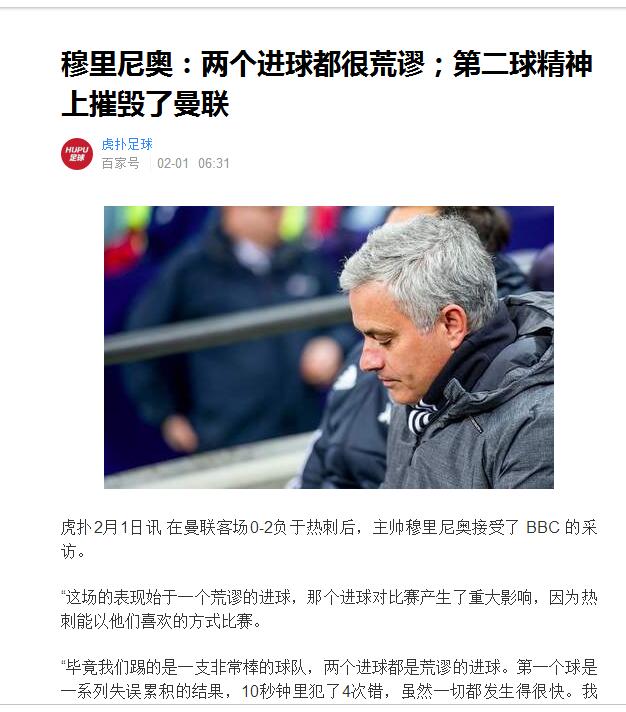 穆里尼奥：两个进球都很荒谬；第二球精神
上摧毁了曼联
HUPU
足球
虎扑足球
百家号 02-01 06:31
虎扑2月1日讯 在曼联客场0-2负于热刺后，主帅穆里尼奥接受了 BBC 的采
访。
“这场的表现始于一个荒谬的进球，那个进球对比赛产生了重大影响，因为热
刺能以他们喜欢的方式比赛。
“毕竟我们踢的是一支非常棒的球队，两个进球都是荒谬的进球。第一个球是
一系列失误累积的结果，10秒钟里犯了4次错，虽然一切都发生得很快。我